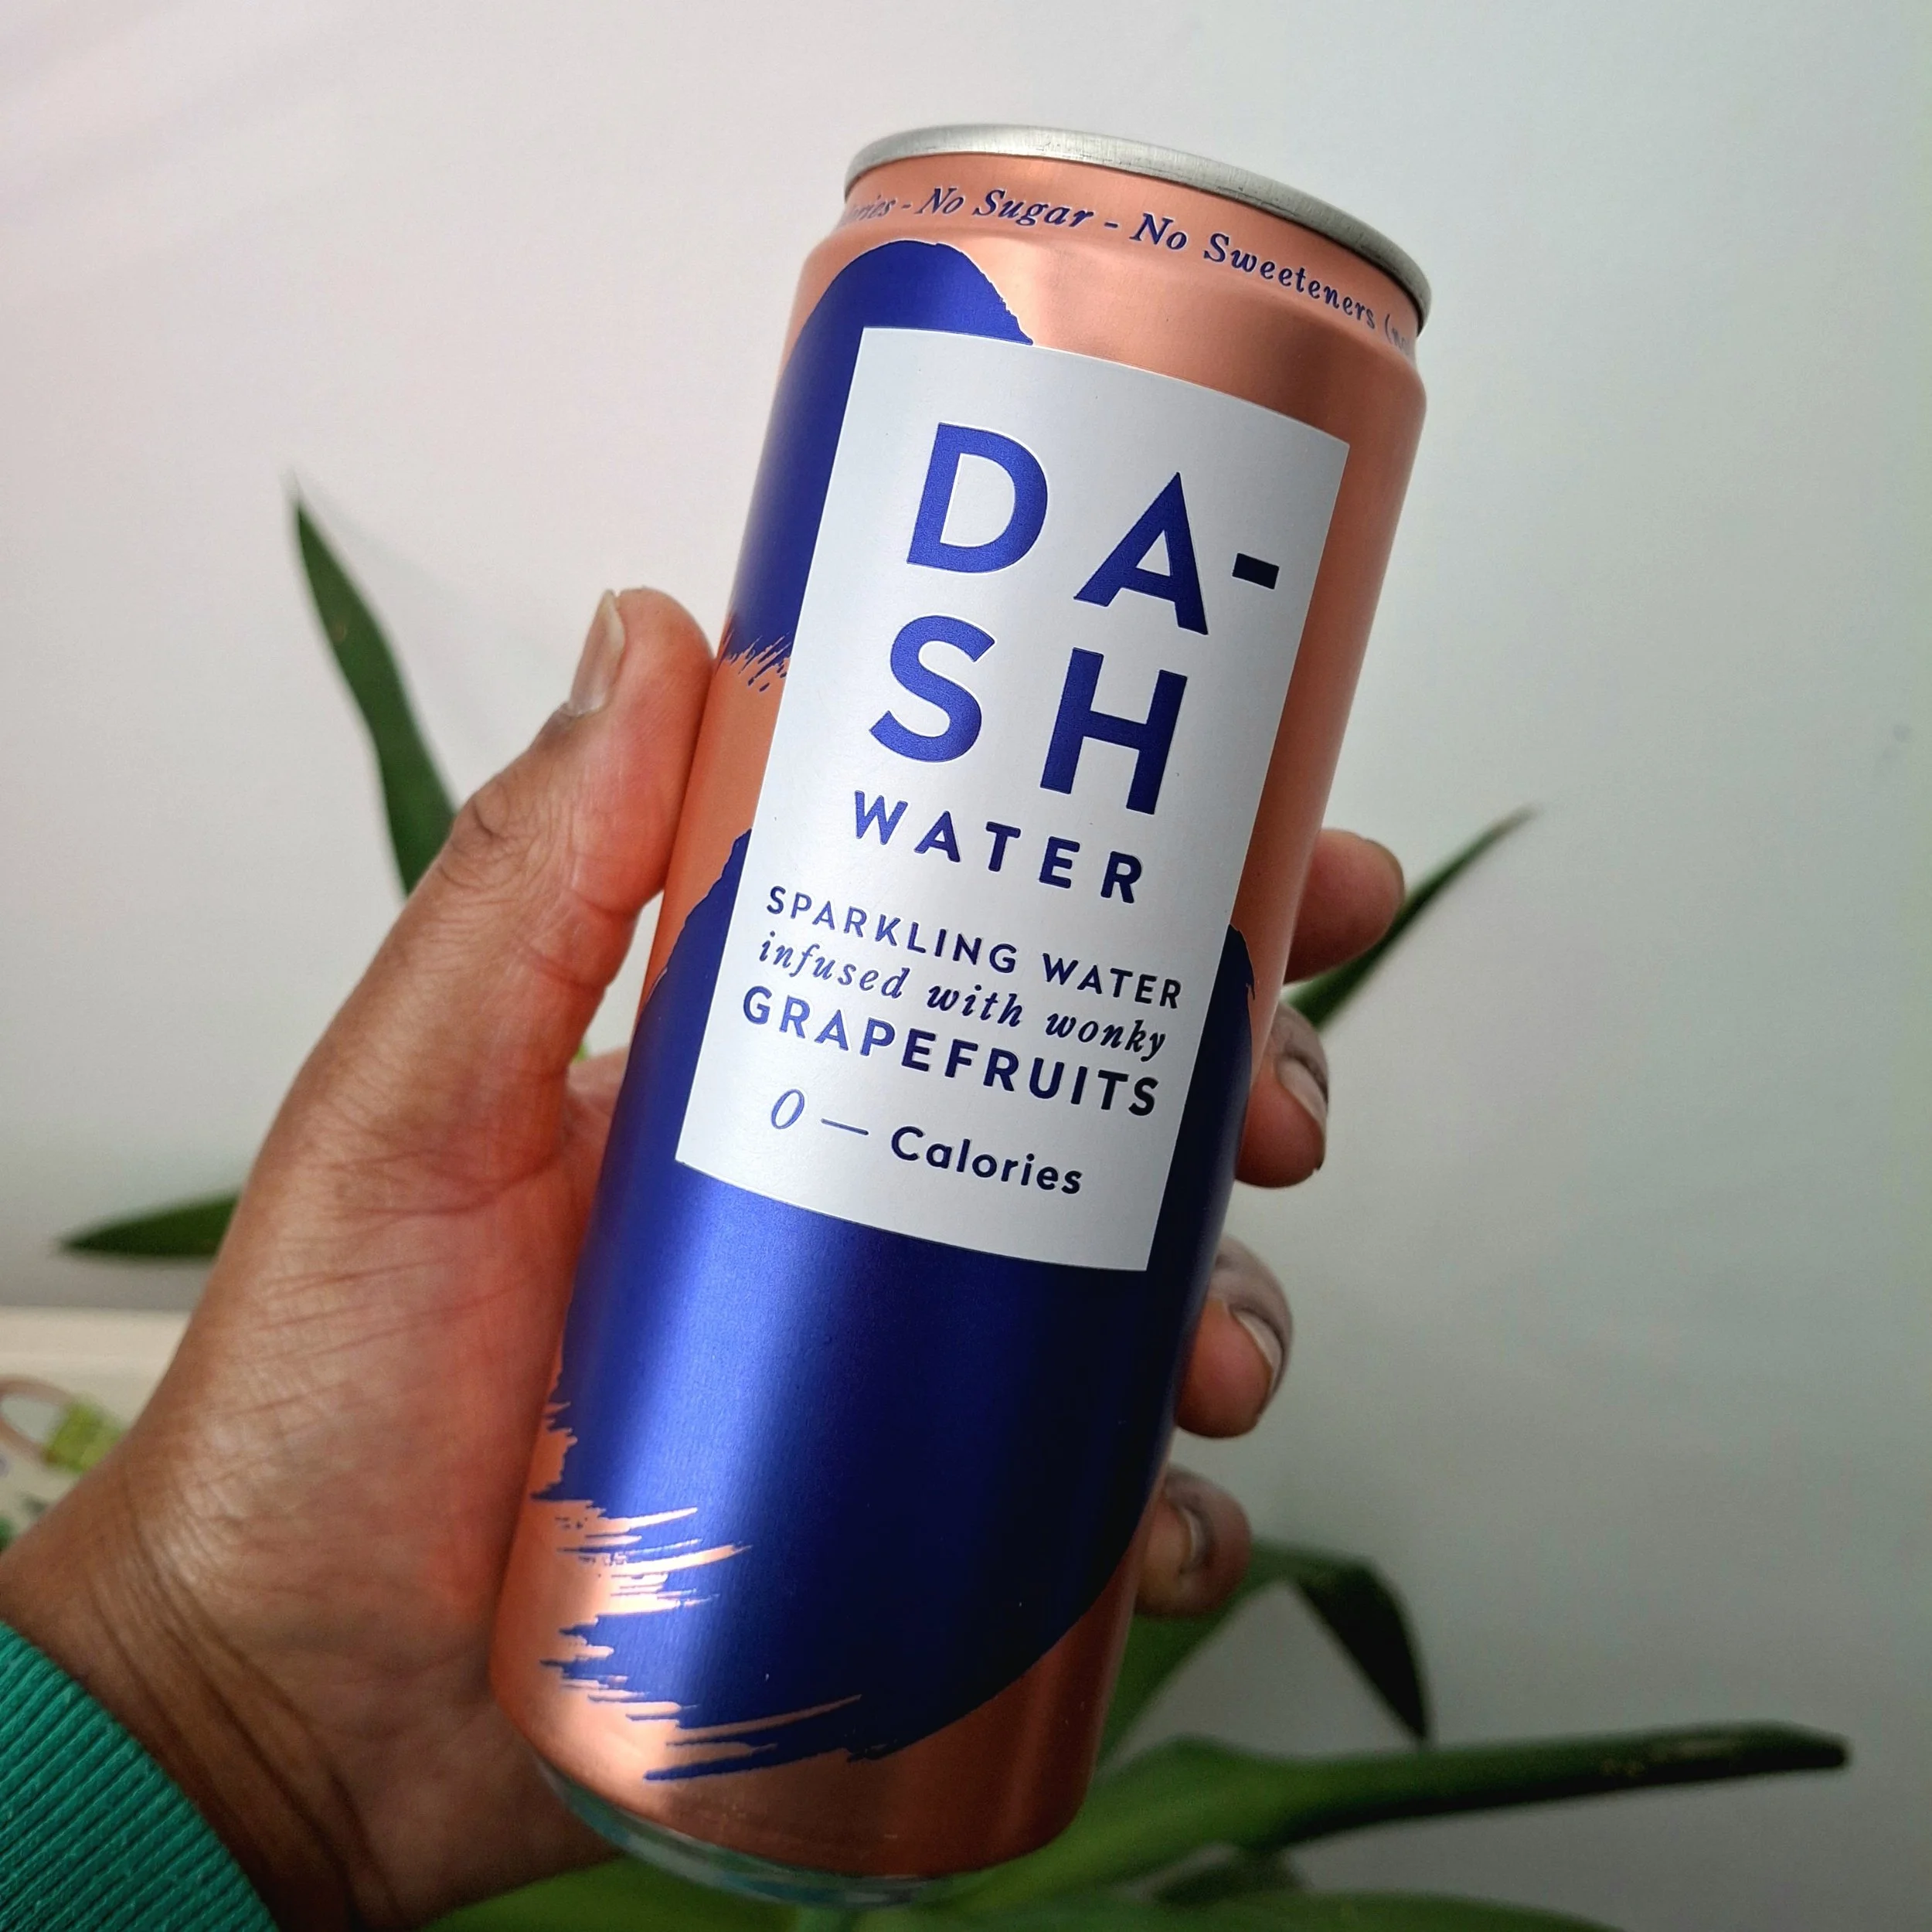 - No Sugar - No Sweeteners
DA-
SH
WATER
SPARKLING WATER
infused with wonky
GRAPEFRUITS
0 — Calories